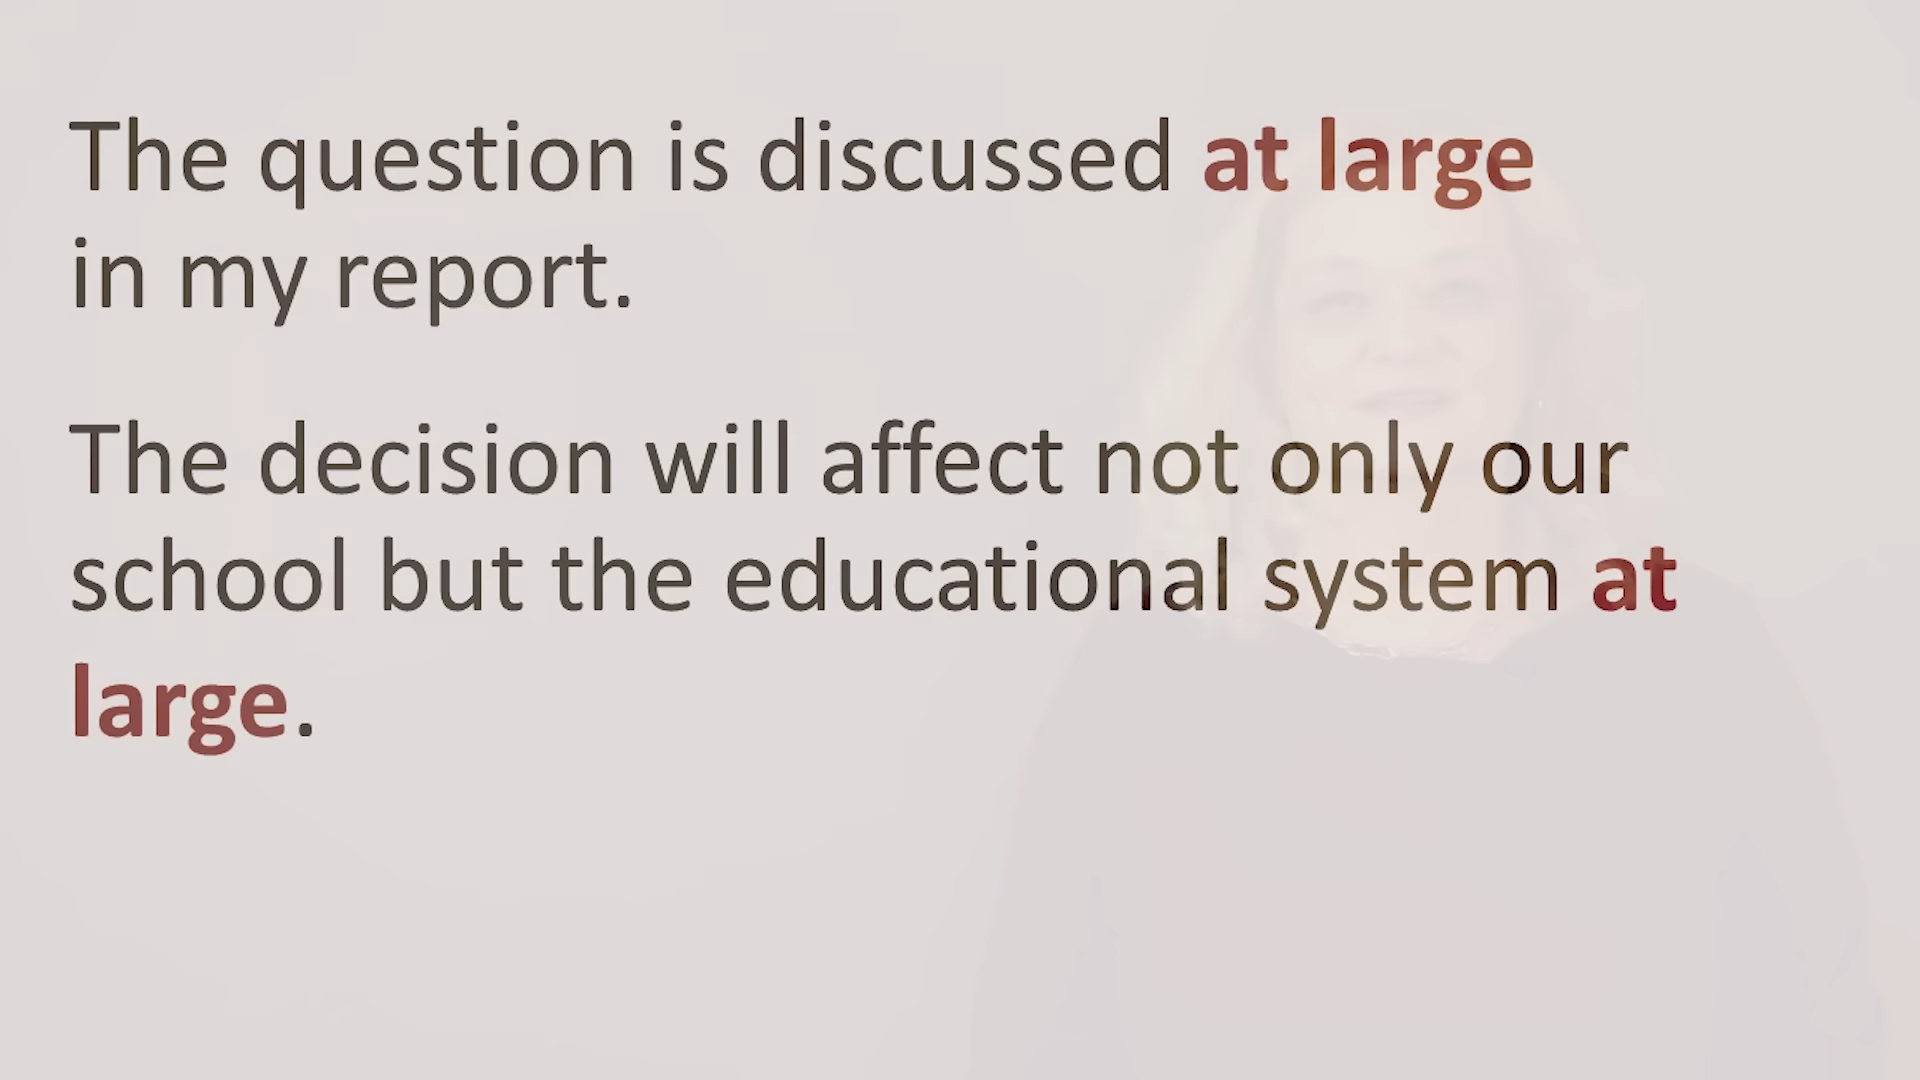 The question is discussed at large
in my report.
The decision will affect not only our
school but the educational system at
large.